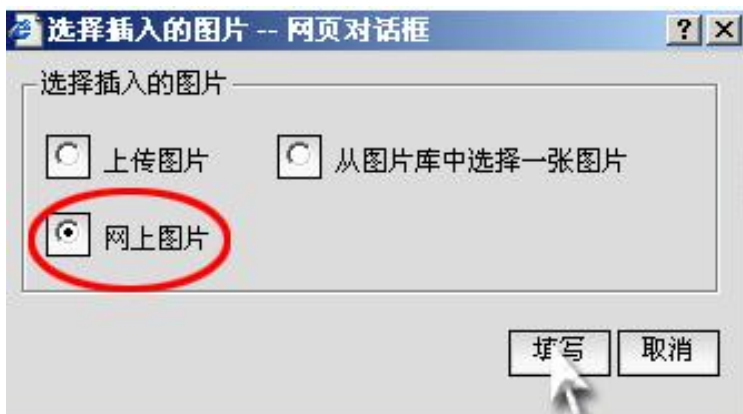 选择插入的图片 -- 网页对话框
选择插入的图片
上传图片 从图片库中选择一张图片
网上图片
填写 取消